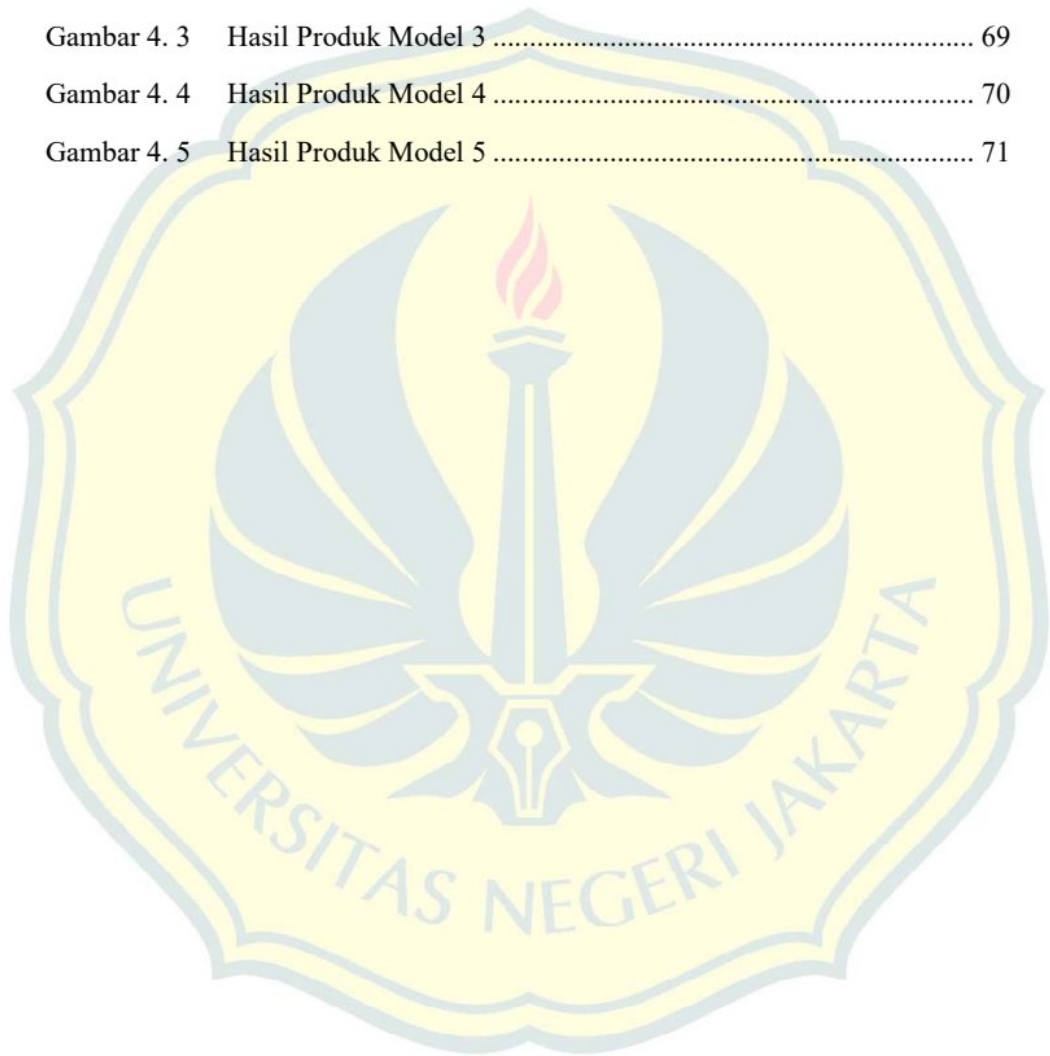 Gambar 4. 3 Hasil Produk Model 3 ................................................................. 69
Gambar 4. 4 Hasil Produk Model 4 ................................................................. 70
Gambar 4. 5 Hasil Produk Model 5 ................................................................. 71
UNIVERSITAS NEGERI JAKARTA